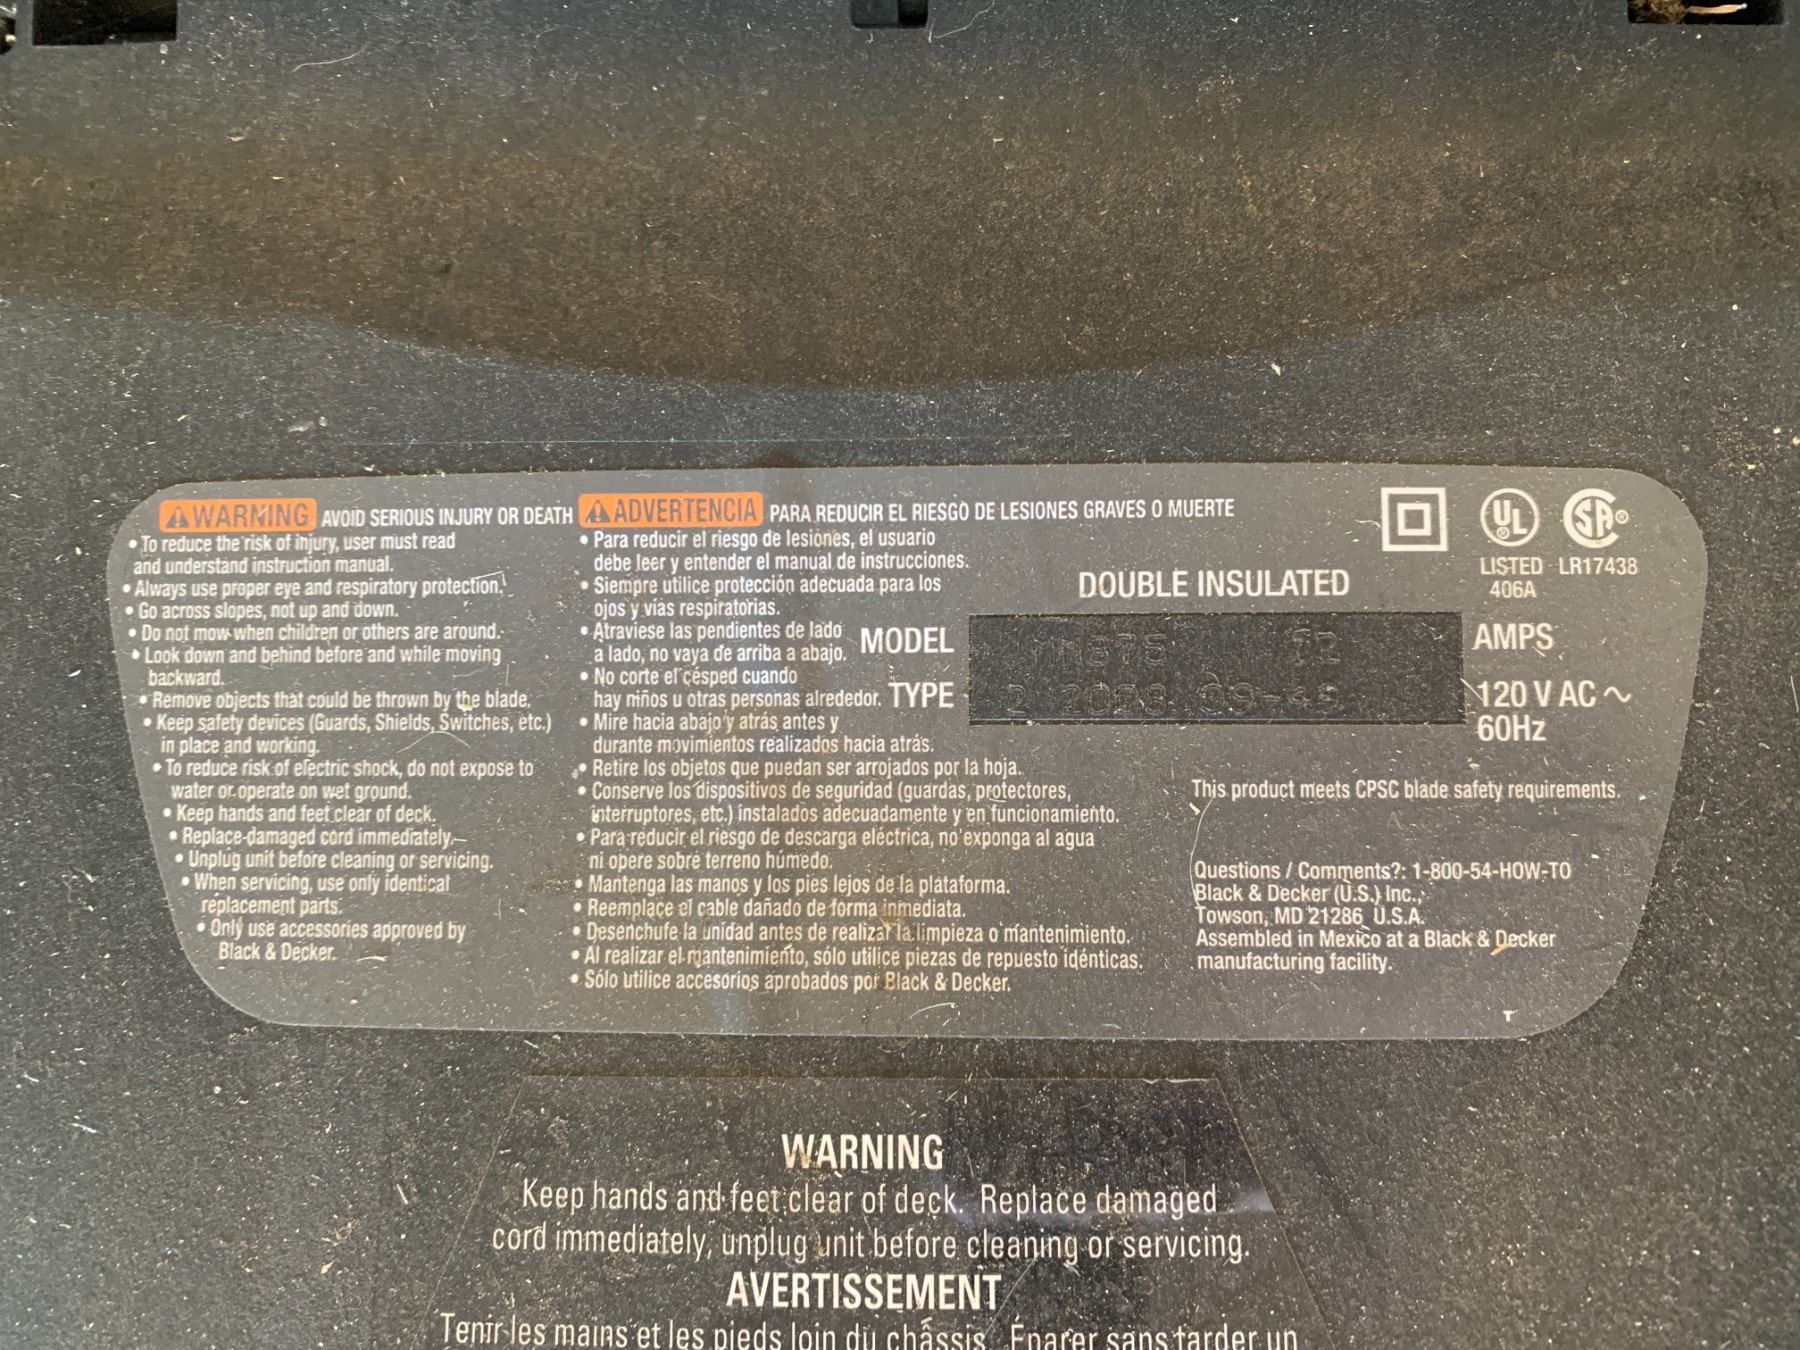 WARNING AVOID SERIOUS INJURY OR DEATH
• To reduce the risk of injury, user must read
and understand instruction manual.
• Always use proper eye and respiratory protection.
• Go across slopes, not up and down.
• Do not mow when children or others are around.
• Look down and behind before and while moving
backward.
• Remove objects that could be thrown by the blade.
• Keep safety devices (Guards, Shields, Switches, etc.)
in place and working.
• To reduce risk of electric shock, do not expose to
water or operate on wet ground.
• Keep hands and feet clear of deck.
• Replace damaged cord immediately.
• Unplug unit before cleaning or servicing.
• When servicing, use only identical
replacement parts.
• Only use accessories approved by
Black & Decker.
ADVERTENCIA PARA REDUCIR EL RIESGO DE LESIONES GRAVES O MUERTE
• Para reducir el riesgo de lesiones, el usuario
debe leer y entender el manual de instrucciones.
• Siempre utilice protección adecuada para los
ojos y vías respiratorias.
• Atraviese las pendientes de lado
a lado, no vaya de arriba a abajo.
• No corte el césped cuando
hay niños u otras personas alrededor.
• Mire hacia abajo y atrás antes y
durante movimientos realizados hacia atrás.
• Retire los objetos que puedan ser arrojados por la hoja.
• Conserve los dispositivos de seguridad (guardas, protectores,
interruptores, etc.) instalados adecuadamente y en funcionamiento.
• Para reducir el riesgo de descarga eléctrica, no exponga al agua
ni opere sobre terreno húmedo.
• Mantenga las manos y los pies lejos de la plataforma.
• Reemplace el cable dañado de forma inmediata.
• Desenchufe la unidad antes de realizar la limpieza o mantenimiento.
• Al realizar el mantenimiento, sólo utilice piezas de repuesto idénticas.
• Sólo utilice accesorios aprobados por Black & Decker.
UL SA
LISTED LR17438
406A
DOUBLE INSULATED
MODEL 12 AMPS
TYPE 120 V AC ~
60Hz
This product meets CPSC blade safety requirements.
Questions / Comments?: 1-800-54-HOW-TO
Black & Decker (U.S.) Inc.,
Towson, MD 21286 U.S.A.
Assembled in Mexico at a Black & Decker
manufacturing facility.
T
WARNING
Keep hands and feet clear of deck. Replace damaged
cord immediately, unplug unit before cleaning or servicing.
AVERTISSEMENT
Tenir les mains et les pieds loin du châssis. Éparer sans tarder un